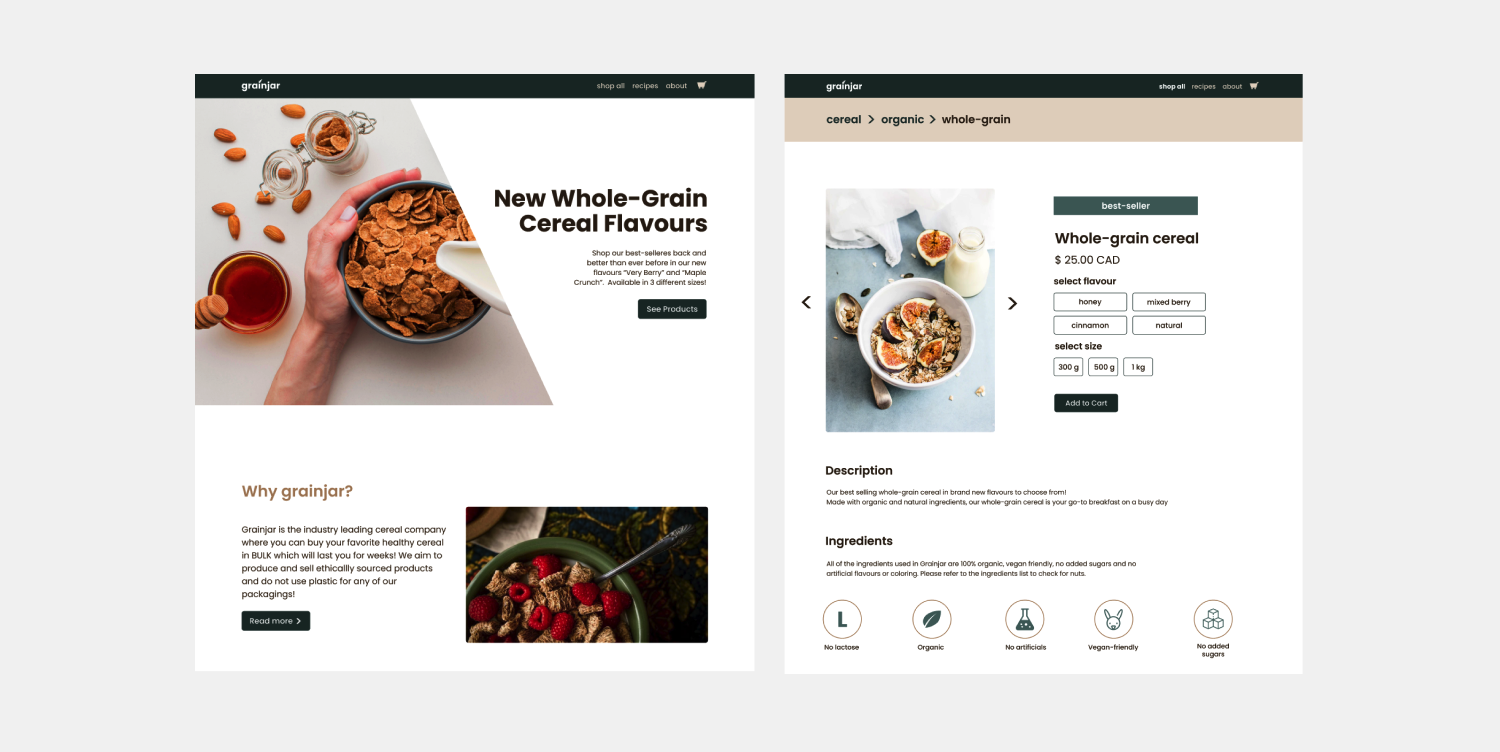 grainjar
shop all recipes about
New Whole-Grain
Cereal Flavours
Shop our best-selleres back and
better than ever before in our new
flavours “Very Berry” and “Maple
Crunch”. Available in 3 different sizes!
See Products
Why grainjar?
Grainjar is the industry leading cereal company
where you can buy your favorite healthy cereal
in BULK which will last you for weeks! We aim to
produce and sell ethicallly sourced products
and do not use plastic for any of our
packagings!
Read more >
grainjar
shop all recipes about
cereal > organic > whole-grain
best-seller
Whole-grain cereal
$ 25.00 CAD
select flavour
honey mixed berry
cinnamon natural
select size
300 g 500 g 1 kg
Add to Cart
< >
Description
Our best selling whole-grain cereal in brand new flavours to choose from!
Made with organic and natural ingredients, our whole-grain cereal is your go-to breakfast on a busy day
Ingredients
All of the ingredients used in Grainjar are 100% organic, vegan friendly, no added sugars and no
artificial flavours or coloring. Please refer to the ingredients list to check for nuts.
L
No lactose
Organic
No artificials
Vegan-friendly
No added
sugars